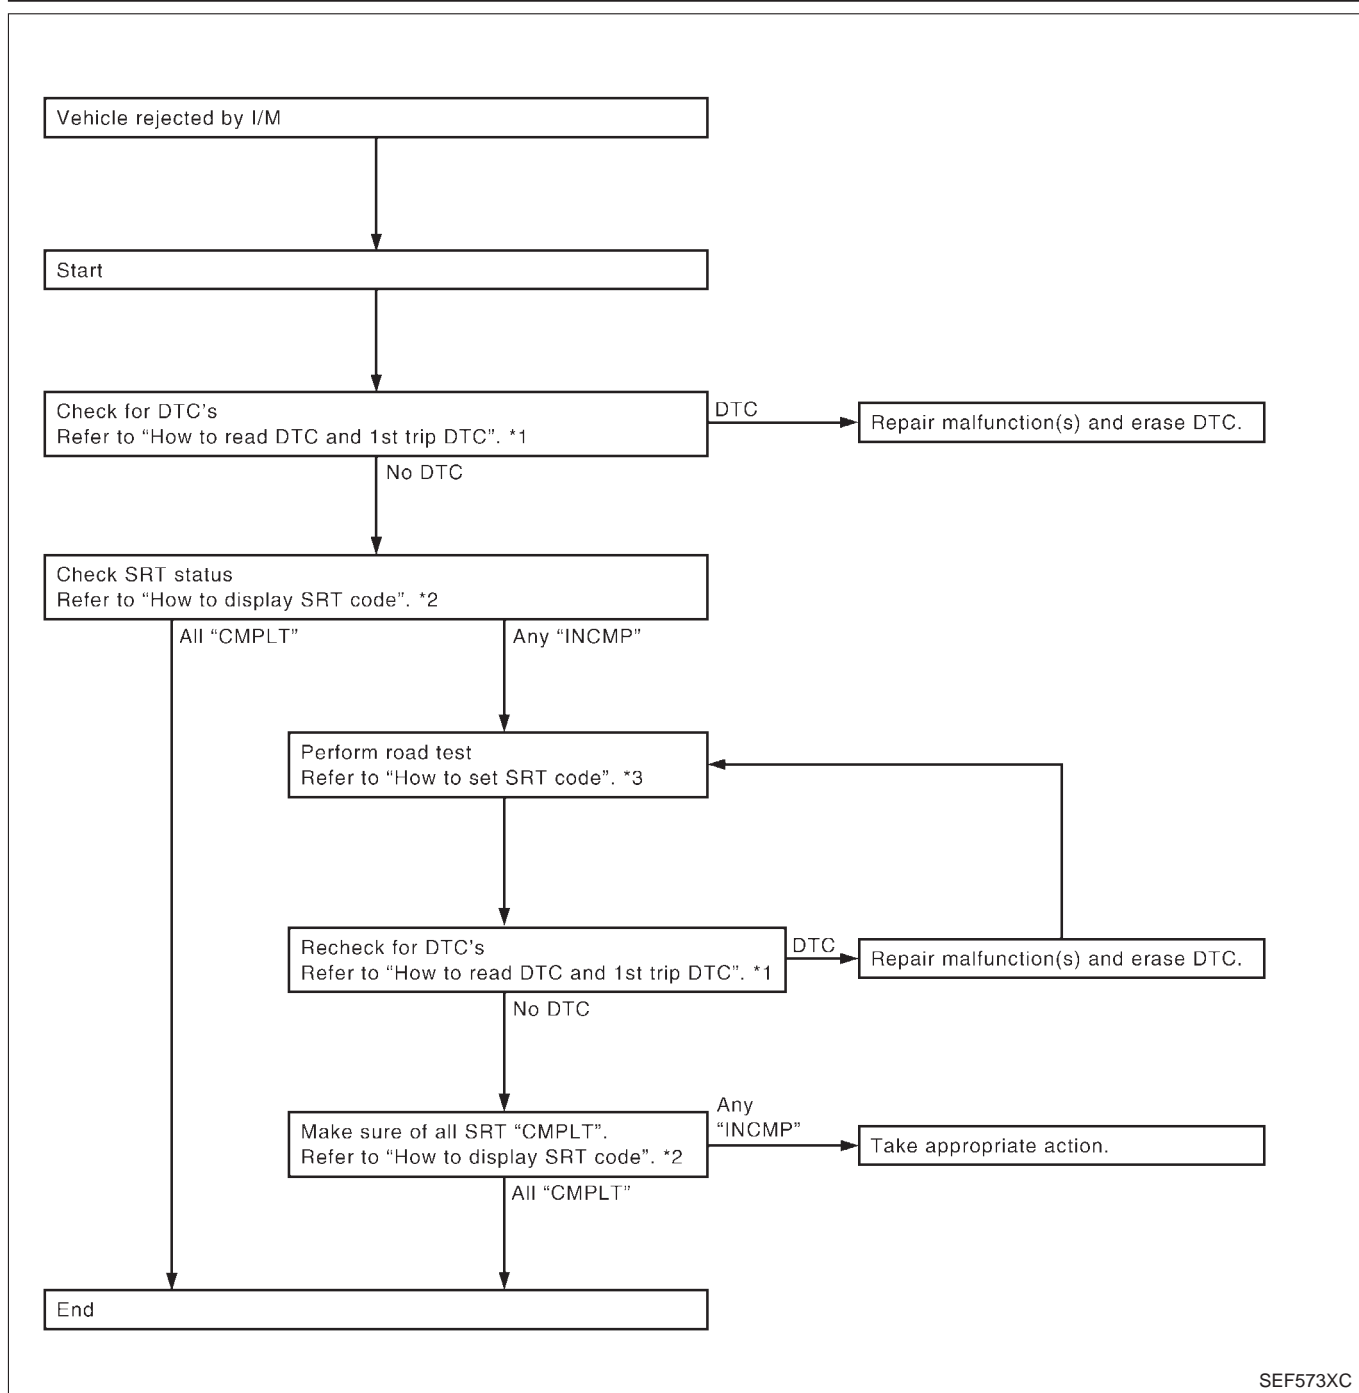 Vehicle rejected by I/M
Start
Check for DTC's
Refer to “How to read DTC and 1st trip DTC”. *1
DTC
Repair malfunction(s) and erase DTC.
No DTC
Check SRT status
Refer to “How to display SRT code”. *2
All “CMPLT”
Any “INCMP”
Perform road test
Refer to “How to set SRT code”. *3
Recheck for DTC's
Refer to “How to read DTC and 1st trip DTC”. *1
DTC
Repair malfunction(s) and erase DTC.
No DTC
Make sure of all SRT “CMPLT”.
Refer to “How to display SRT code”. *2
Any
“INCMP”
Take appropriate action.
All “CMPLT”
End
SEF573XC